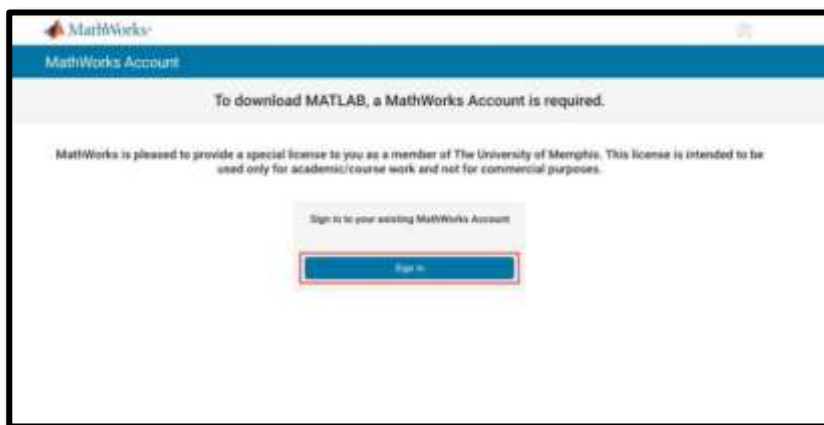 MathWorks®
MathWorks Account
To download MATLAB, a MathWorks Account is required.
MathWorks is pleased to provide a special license to you as a member of The University of Memphis. This license is intended to be
used only for academic/course work and not for commercial purposes.
Sign in to your existing MathWorks Account
Sign In